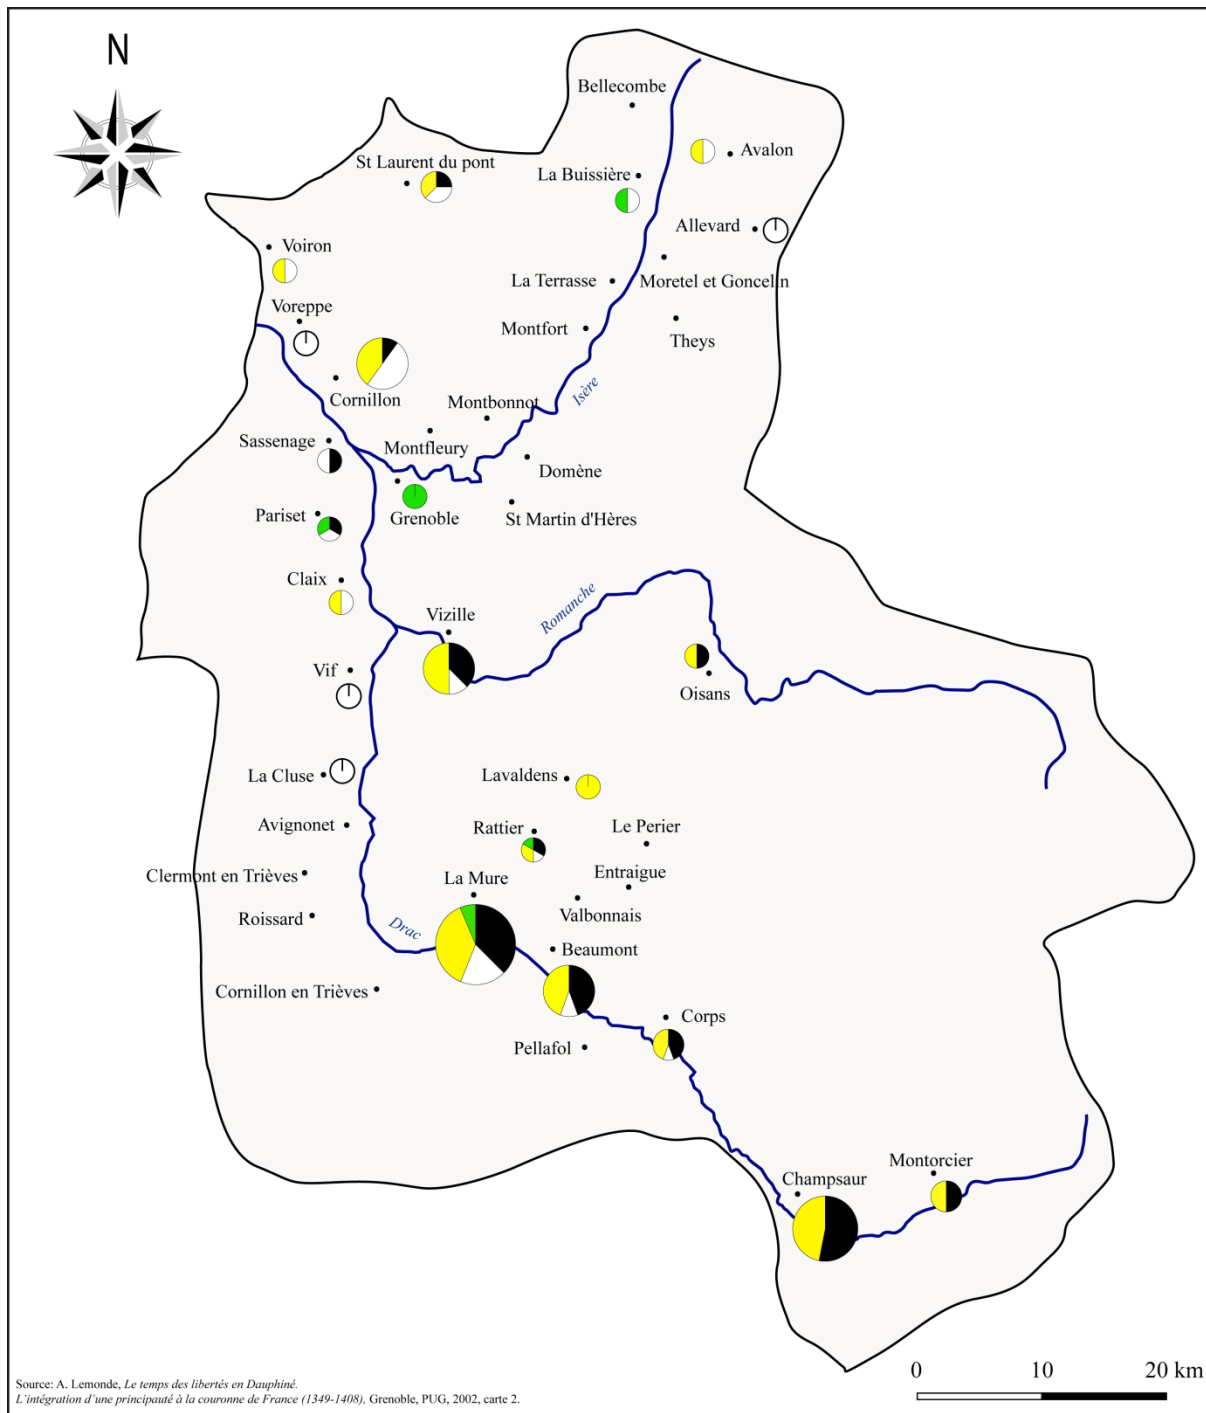 N
Bellecombe
Avalon
St Laurent du pont
La Buissière
Allevard
Voiron
La Terrasse
Moretel et Goncelin
Voreppe
Montfort
Theys
Isère
Cornillon
Montbonnot
Sassenage
Montfleury
Domène
Pariset
Grenoble
St Martin d'Hères
Claix
Vizille
Romanche
Vif
Oisans
La Cluse
Lavaldens
Avignonet
Rattier
Le Perier
Clermont en Trièves
La Mure
Entraigue
Roissard
Drac
Valbonnais
Beaumont
Cornillon en Trièves
Corps
Pellafol
Montorcier
Champsaur
0 10 20 km
Source: A. Lemonde, Le temps des libertés en Dauphiné.
L'intégration d'une principauté à la couronne de France (1349-1408), Grenoble, PUG, 2002, carte 2.